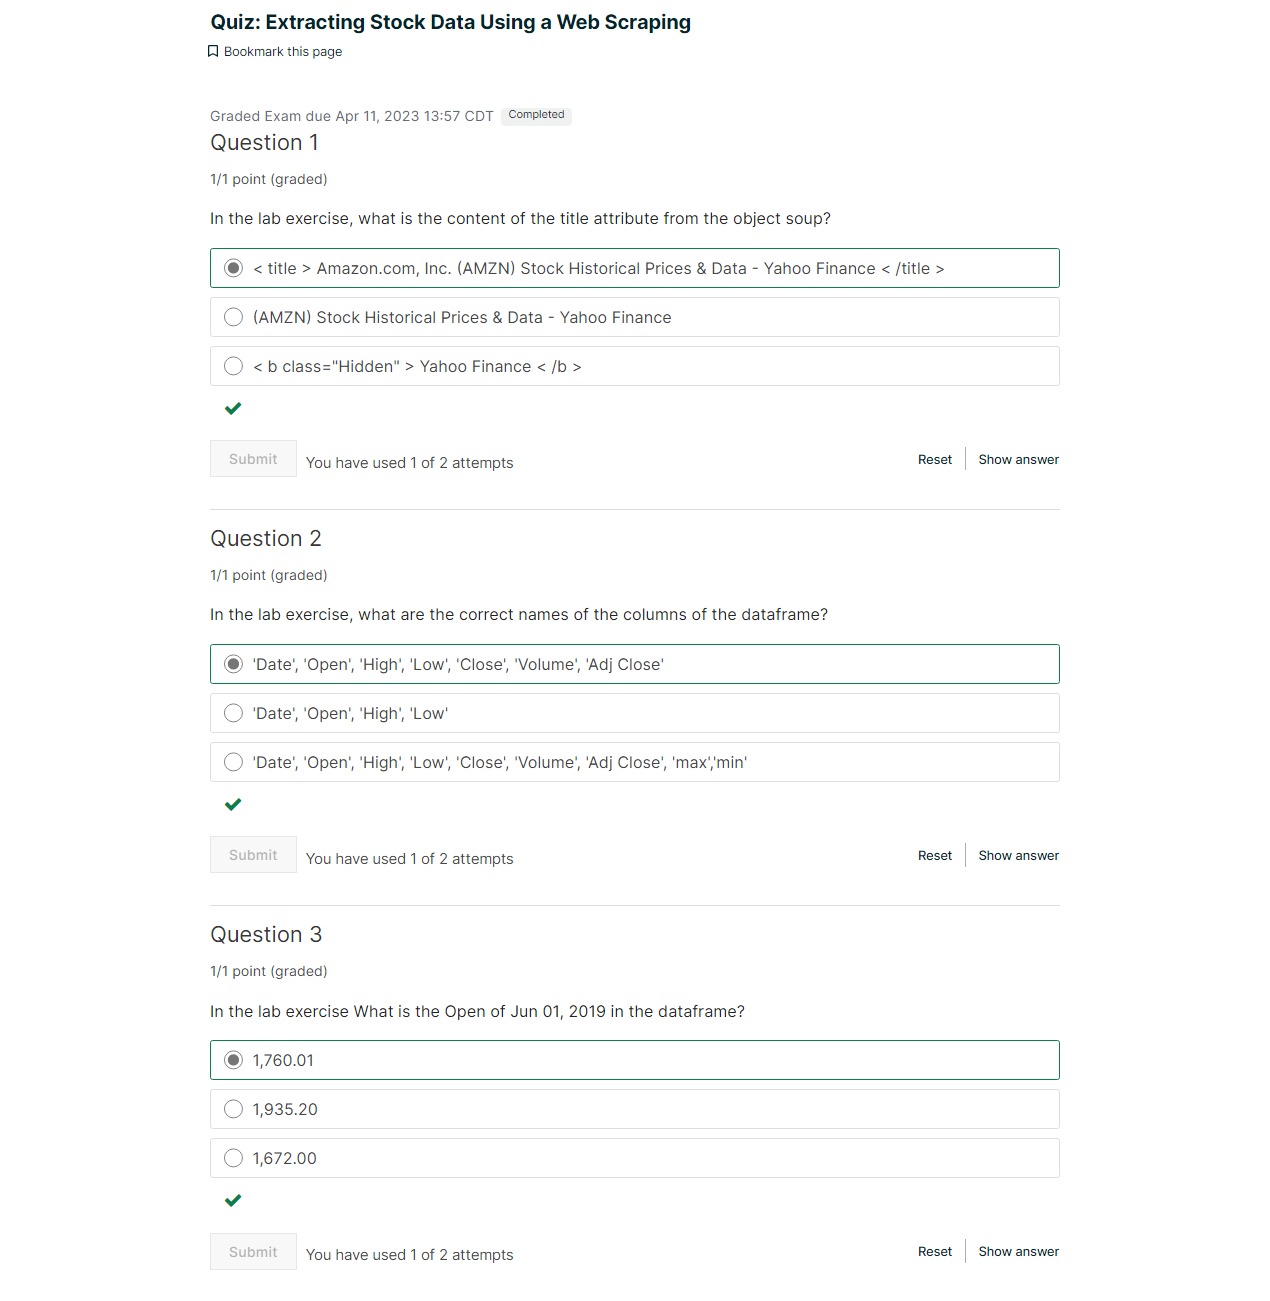 Quiz: Extracting Stock Data Using a Web Scraping
Bookmark this page
Graded Exam due Apr 11, 2023 13:57 CDT Completed
Question 1
1/1 point (graded)
In the lab exercise, what is the content of the title attribute from the object soup?
< title > Amazon.com, Inc. (AMZN) Stock Historical Prices & Data - Yahoo Finance < /title >
(AMZN) Stock Historical Prices & Data - Yahoo Finance
< b class="Hidden" > Yahoo Finance < /b >
Submit You have used 1 of 2 attempts Reset Show answer
Question 2
1/1 point (graded)
In the lab exercise, what are the correct names of the columns of the dataframe?
'Date', 'Open', 'High', 'Low', 'Close', 'Volume', 'Adj Close'
'Date', 'Open', 'High', 'Low'
'Date', 'Open', 'High', 'Low', 'Close', 'Volume', 'Adj Close', 'max','min'
Submit You have used 1 of 2 attempts Reset Show answer
Question 3
1/1 point (graded)
In the lab exercise What is the Open of Jun 01, 2019 in the dataframe?
1,760.01
1,935.20
1,672.00
Submit You have used 1 of 2 attempts Reset Show answer